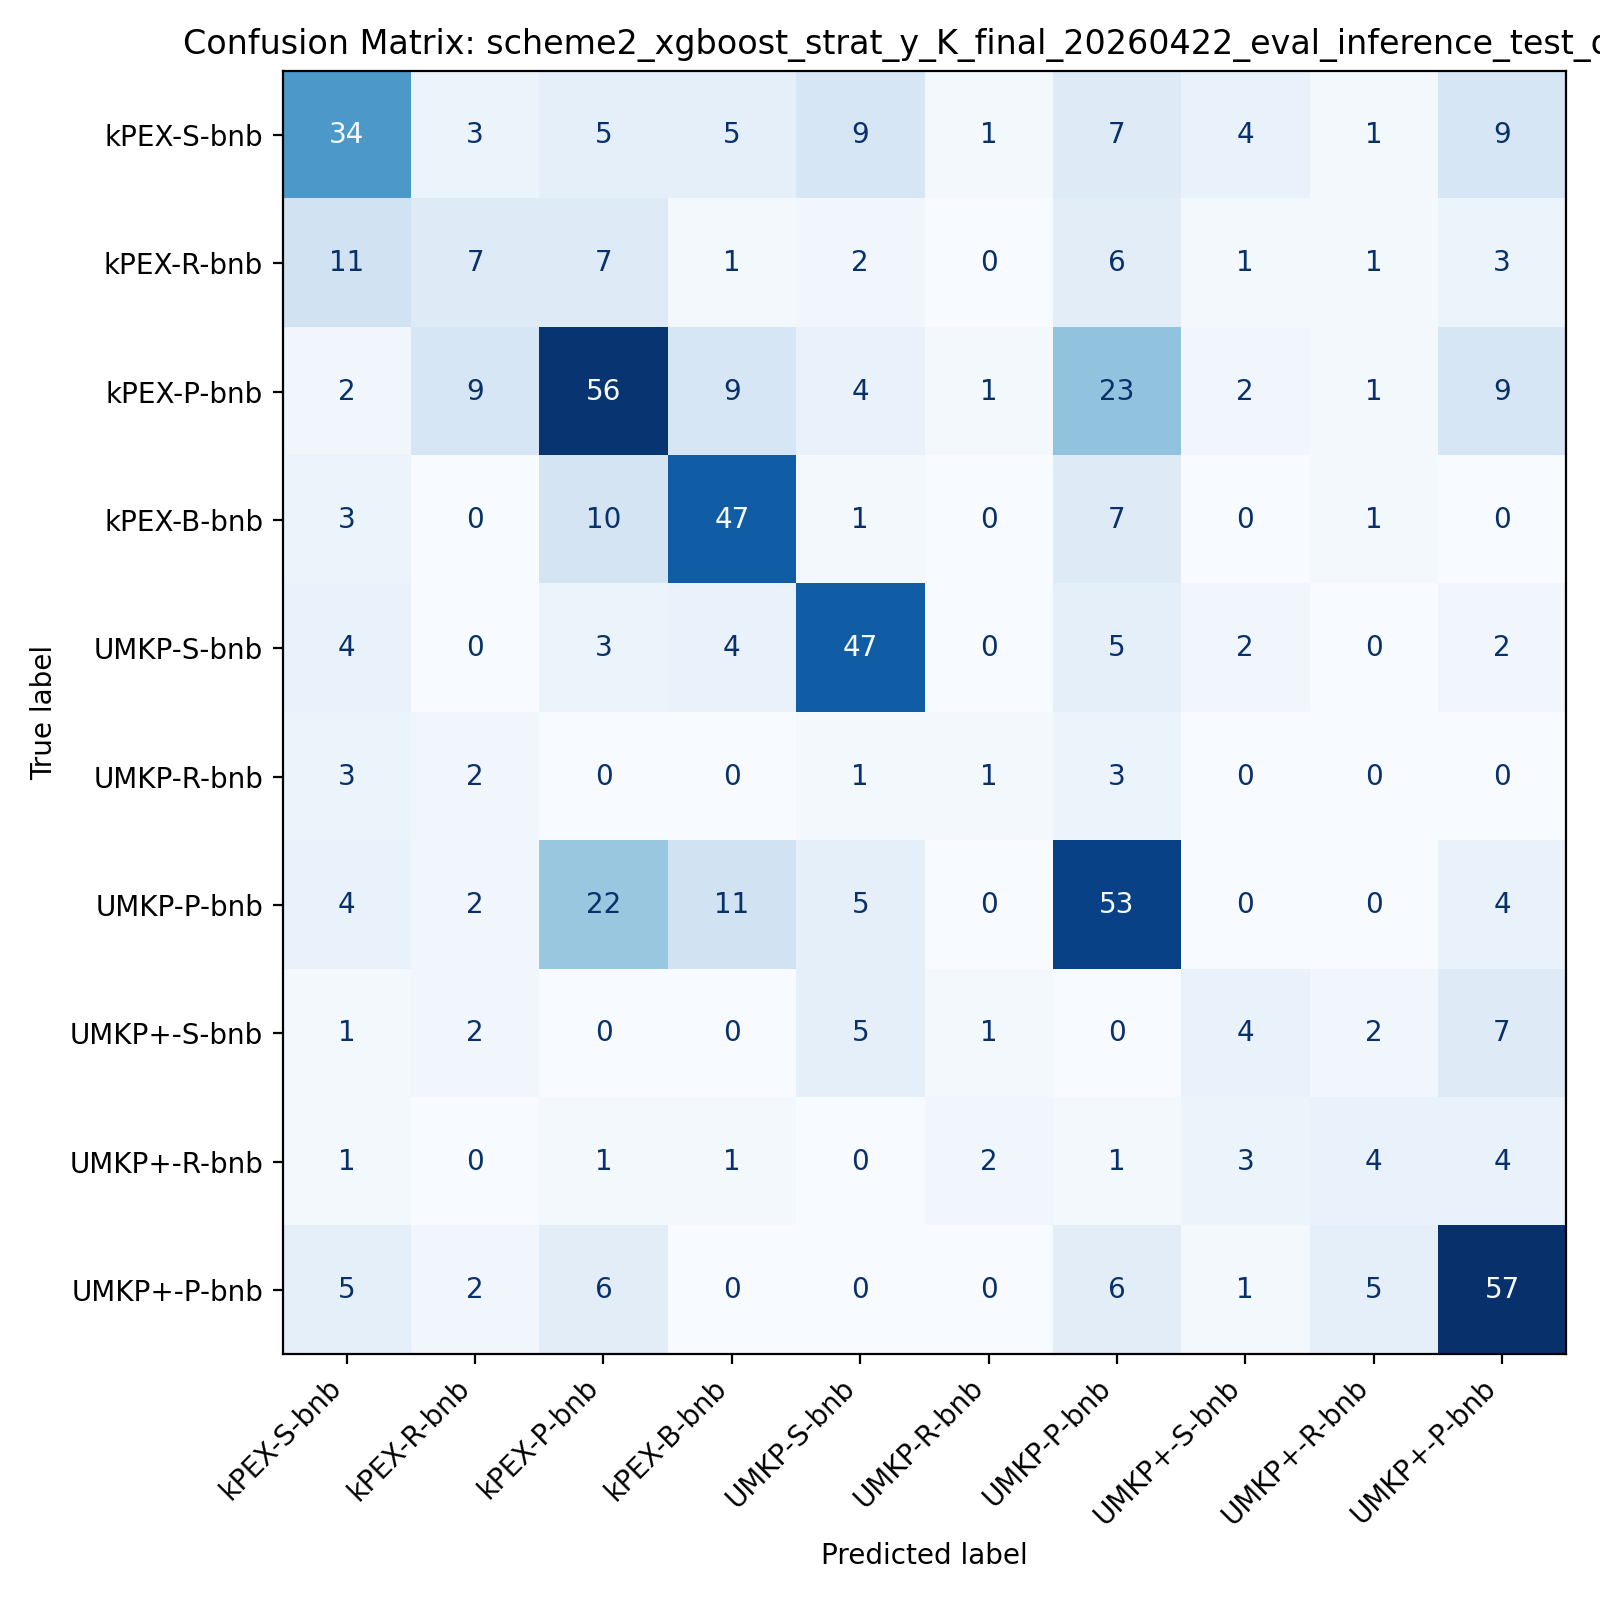 Confusion Matrix: scheme2_xgboost_strat_y_K_final_20260422_eval_inference_test_
True label
kPEX-S-bnb 34 3 5 5 9 1 7 4 1 9
kPEX-R-bnb 11 7 7 1 2 0 6 1 1 3
kPEX-P-bnb 2 9 56 9 4 1 23 2 1 9
kPEX-B-bnb 3 0 10 47 1 0 7 0 1 0
UMKP-S-bnb 4 0 3 4 47 0 5 2 0 2
UMKP-R-bnb 3 2 0 0 1 1 3 0 0 0
UMKP-P-bnb 4 2 22 11 5 0 53 0 0 4
UMKP+-S-bnb 1 2 0 0 5 1 0 4 2 7
UMKP+-R-bnb 1 0 1 1 0 2 1 3 4 4
UMKP+-P-bnb 5 2 6 0 0 0 6 1 5 57
kPEX-S-bnb kPEX-R-bnb kPEX-P-bnb kPEX-B-bnb UMKP-S-bnb UMKP-R-bnb UMKP-P-bnb UMKP+-S-bnb UMKP+-R-bnb UMKP+-P-bnb
Predicted label